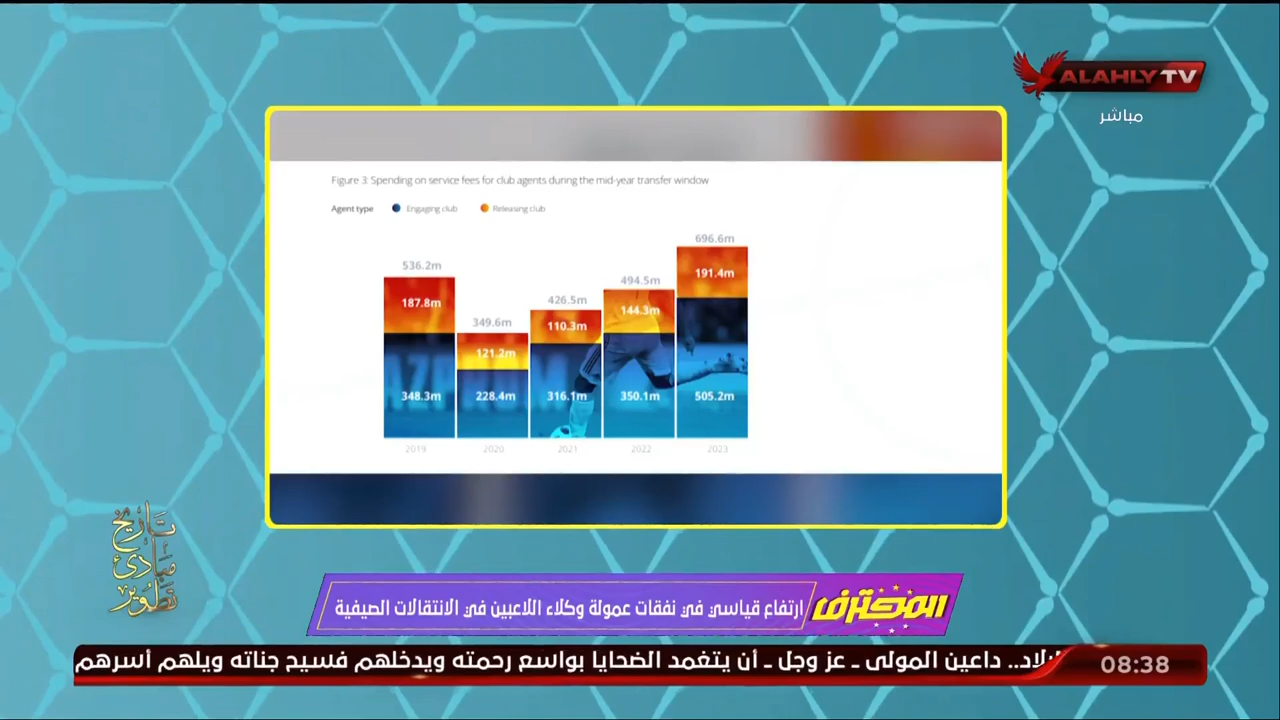 ALAHLY TV
مباشر
Figure 3: Spending on service fees for club agents during the mid-year transfer window
Agent type Engaging club Releasing club
536.2m 349.6m 426.5m 494.5m 696.6m
187.8m 121.2m 110.3m 144.3m 191.4m
348.3m 228.4m 316.1m 350.1m 505.2m
2019 2020 2021 2022 2023
تاريخ
مبادئ
تطوير
المحترف
ارتفاع قياسي في نفقات عمولة وكلاء اللاعبين في الانتقالات الصيفية
داعين المولى - عز وجل - أن يتغمد الضحايا بواسع رحمته ويدخلهم فسيح جناته ويلهم أسرهم
08:38